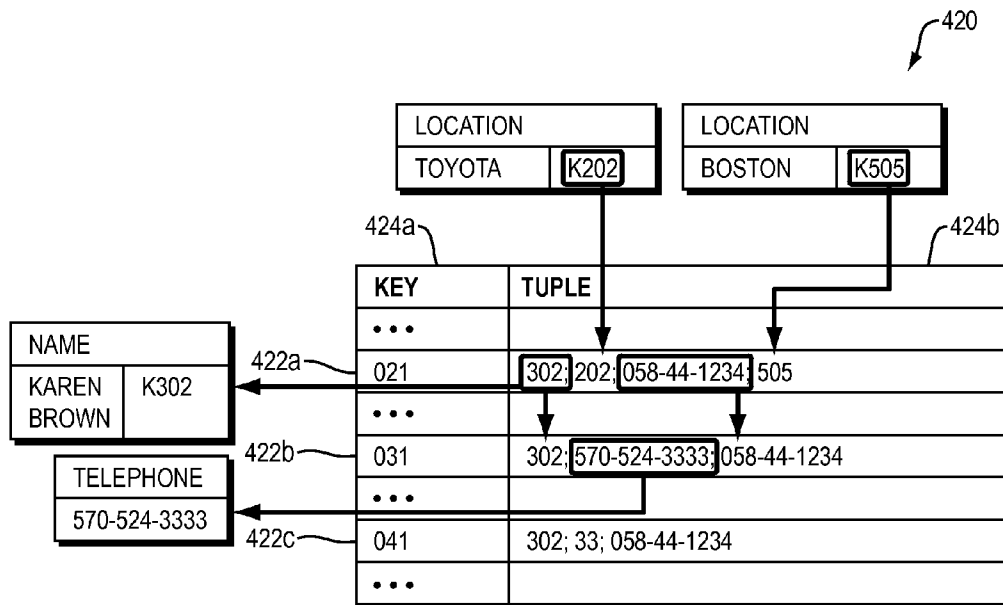 420
LOCATION
TOYOTA K202
LOCATION
BOSTON K505
424a
424b
KEY TUPLE
•••
NAME
KAREN BROWN K302
422a
021 302; 202; 058-44-1234; 505
•••
422b
031 302; 570-524-3333; 058-44-1234
TELEPHONE
570-524-3333
•••
422c
041 302; 33; 058-44-1234
•••